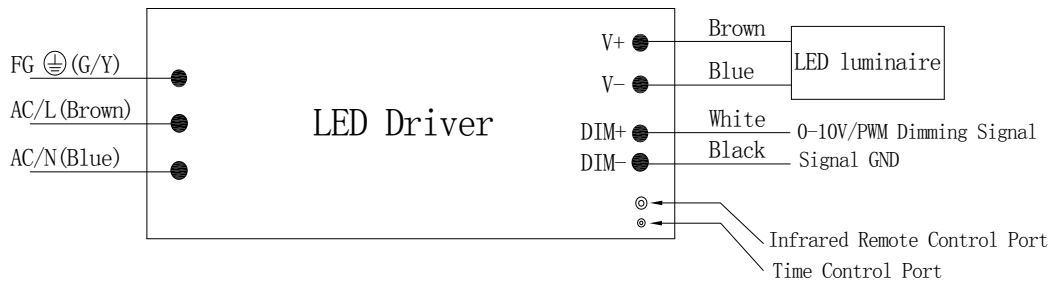 FG ⏚ (G/Y)
AC/L(Brown)
AC/N(Blue)
LED Driver
V+
Brown
V-
Blue
LED luminaire
DIM+
White
0-10V/PWM Dimming Signal
DIM-
Black
Signal GND
Infrared Remote Control Port
Time Control Port